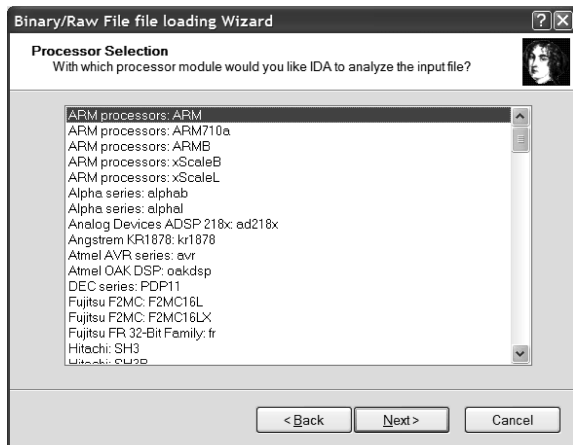 Binary/Raw File file loading Wizard
Processor Selection
With which processor module would you like IDA to analyze the input file?
ARM processors: ARM
ARM processors: ARM710a
ARM processors: ARMB
ARM processors: xScaleB
ARM processors: xScaleL
Alpha series: alphab
Alpha series: alphal
Analog Devices ADSP 218x: ad218x
Angstrem KR1878: kr1878
Atmel AVR series: avr
Atmel OAK DSP: oakdsp
DEC series: PDP11
Fujitsu F2MC: F2MC16L
Fujitsu F2MC: F2MC16LX
Fujitsu FR 32-Bit Family: fr
Hitachi: SH3
Hitachi: SH3B
< Back Next > Cancel